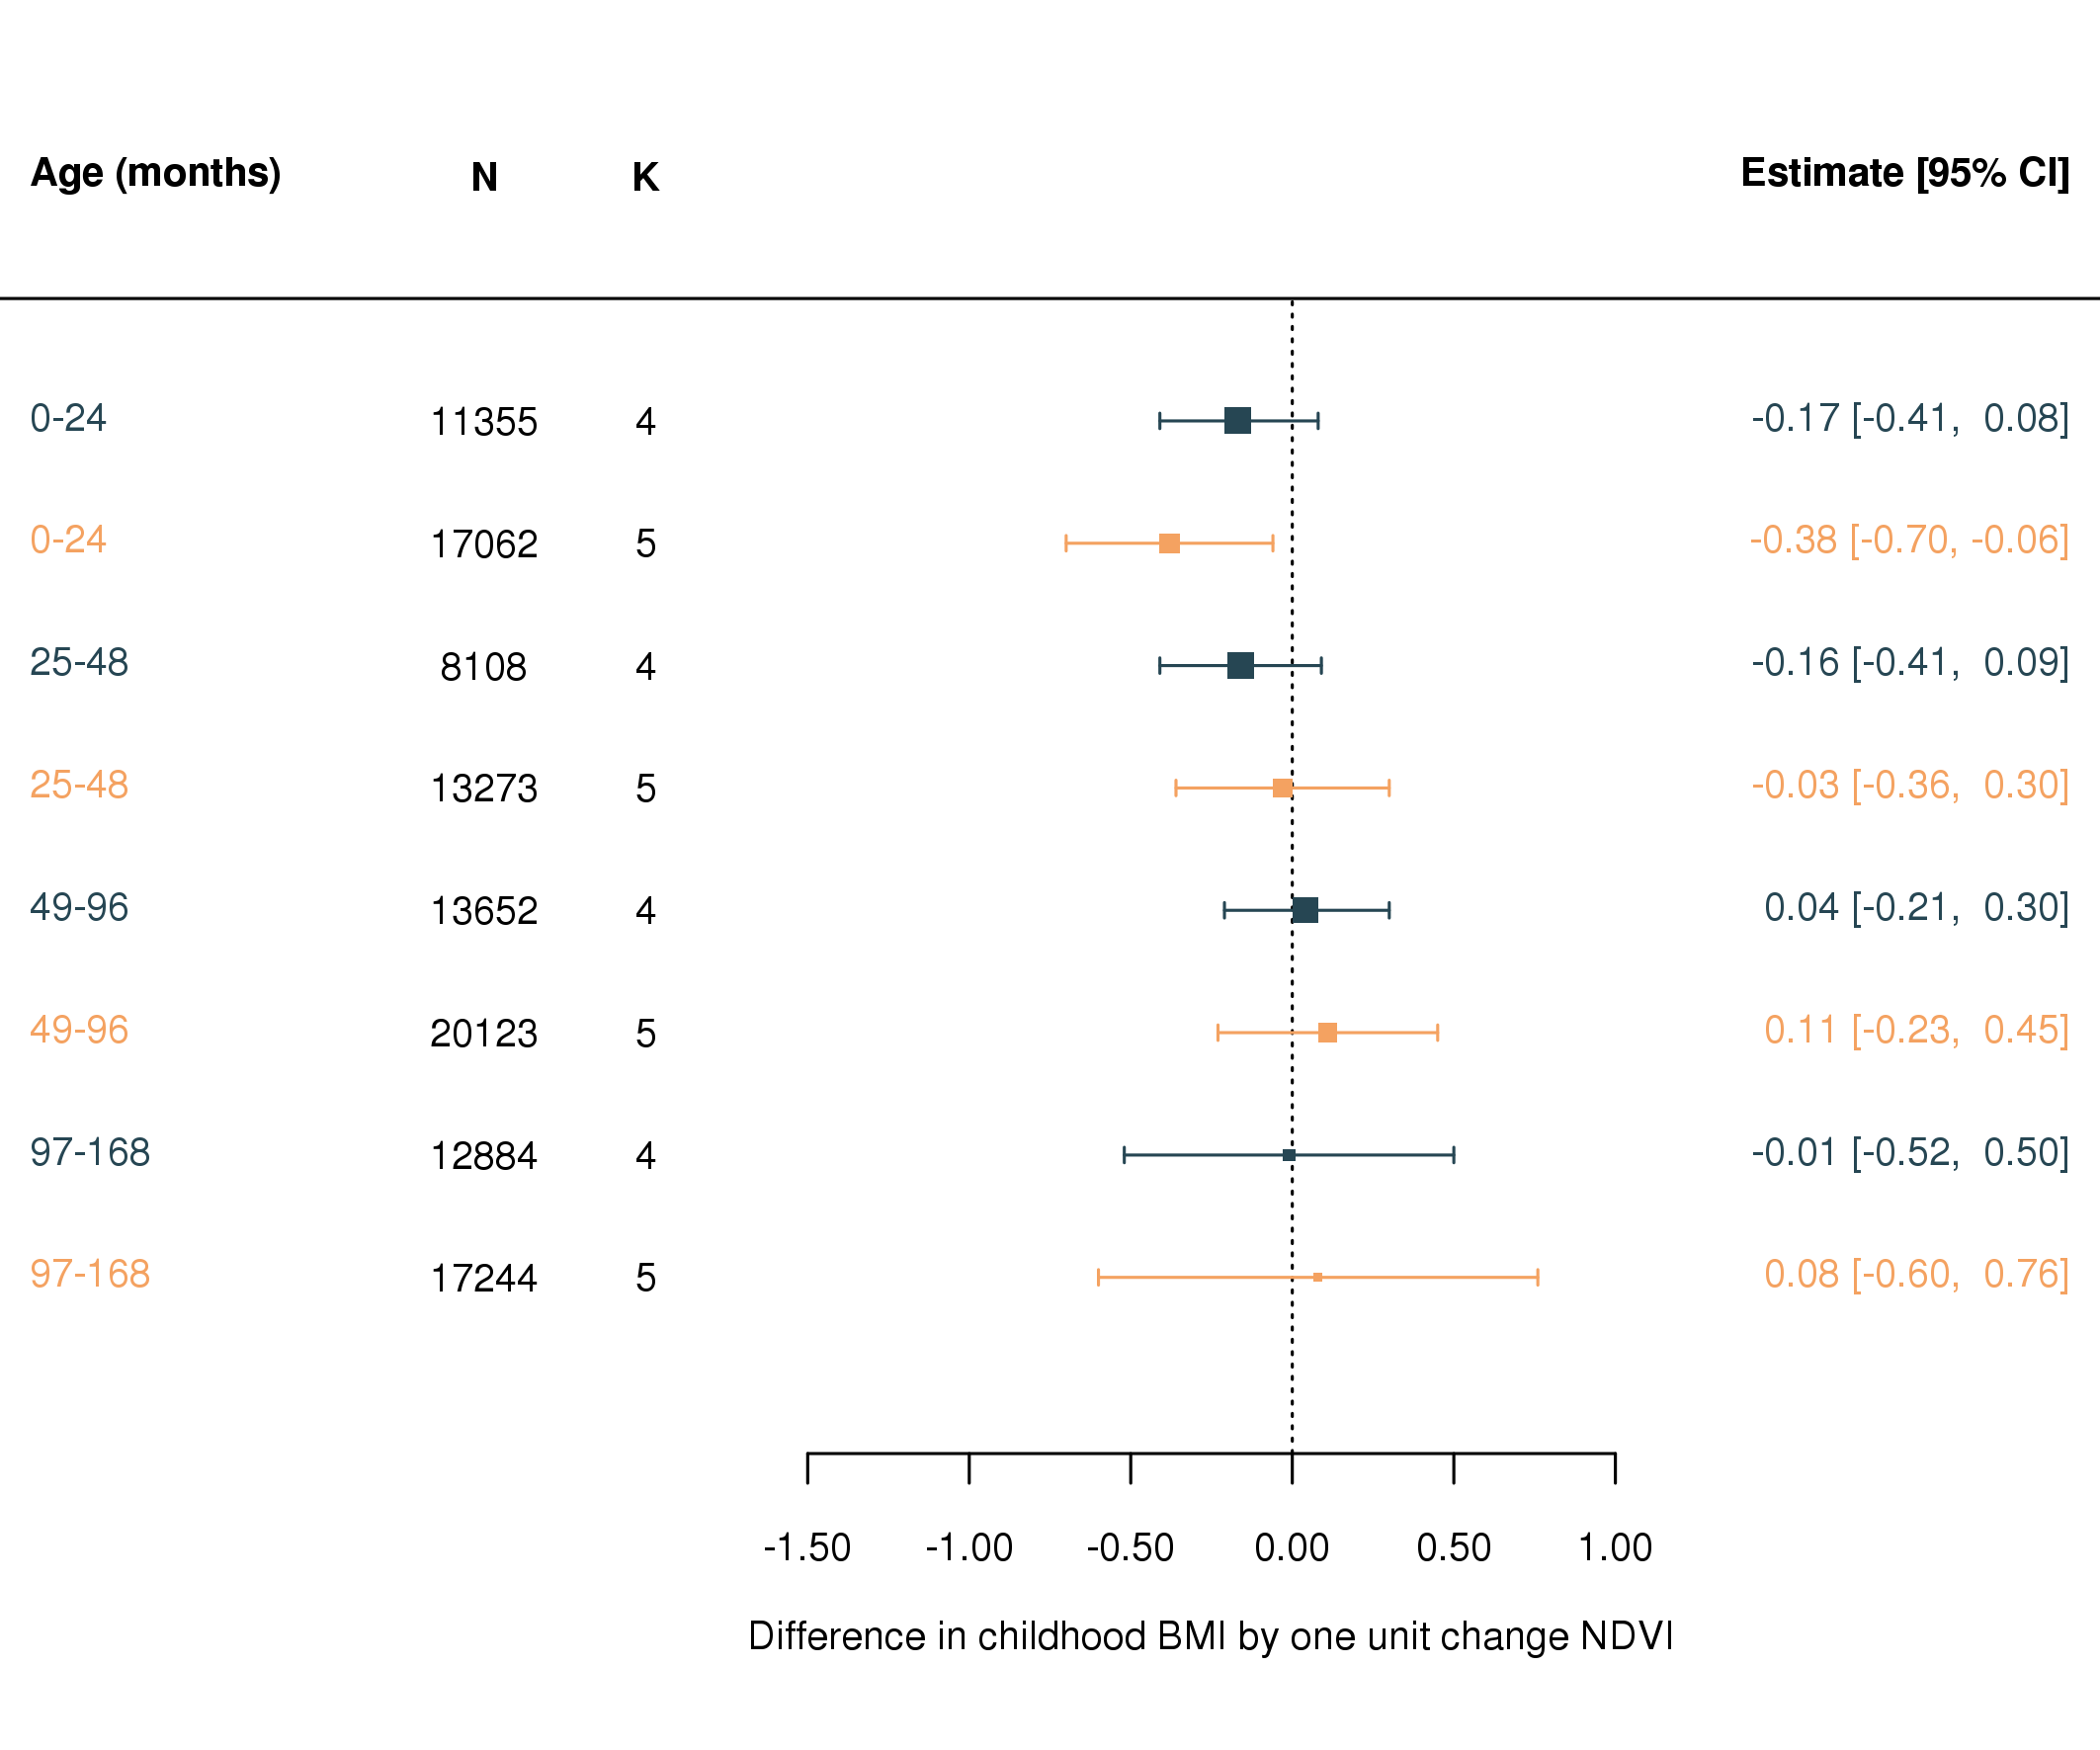 Age (months) N K Estimate [95% CI]
0-24 11355 4 -0.17 [-0.41, 0.08]
0-24 17062 5 -0.38 [-0.70, -0.06]
25-48 8108 4 -0.16 [-0.41, 0.09]
25-48 13273 5 -0.03 [-0.36, 0.30]
49-96 13652 4 0.04 [-0.21, 0.30]
49-96 20123 5 0.11 [-0.23, 0.45]
97-168 12884 4 -0.01 [-0.52, 0.50]
97-168 17244 5 0.08 [-0.60, 0.76]
-1.50 -1.00 -0.50 0.00 0.50 1.00
Difference in childhood BMI by one unit change NDVI